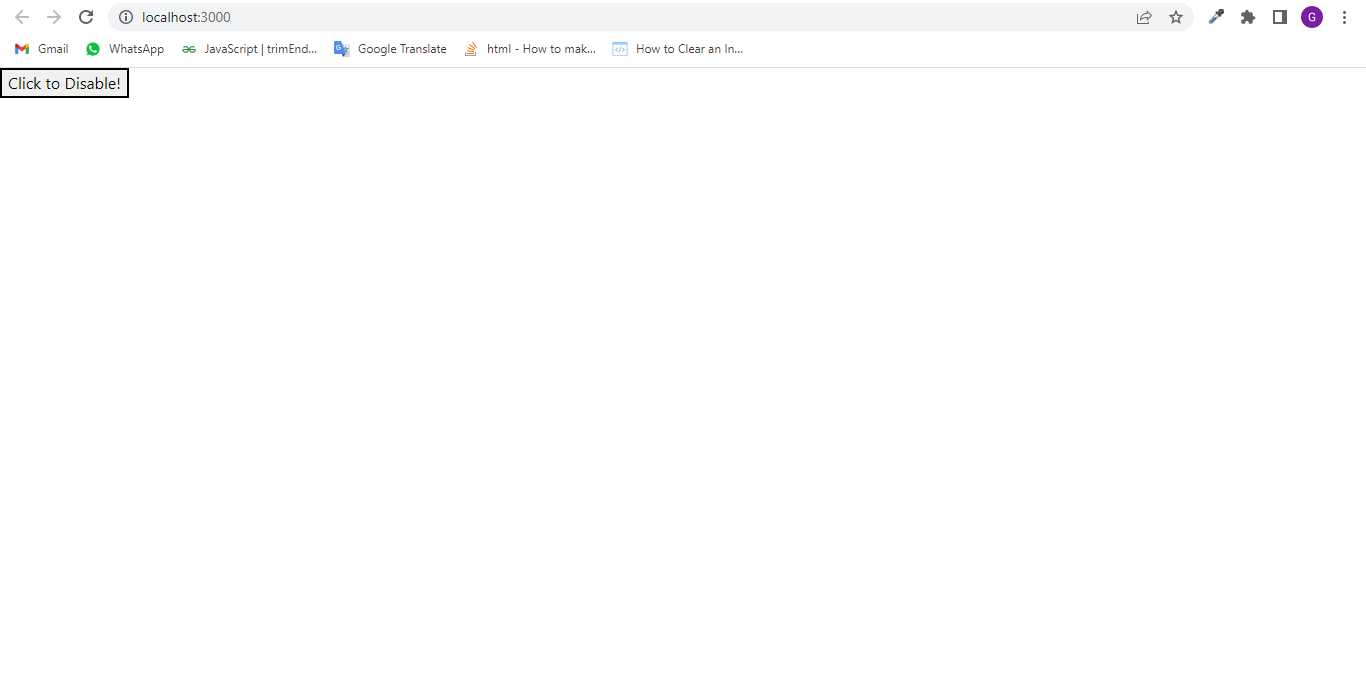 localhost:3000
G
Gmail WhatsApp JavaScript | trimEnd... Google Translate html - How to mak... How to Clear an In...
Click to Disable!